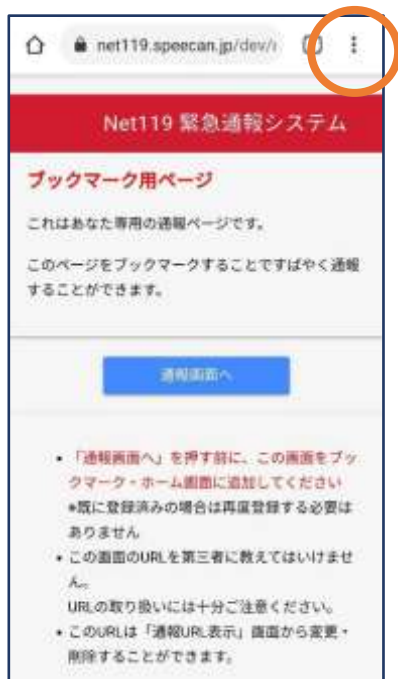 net119.speecan.jp/dev/
Net119 緊急通報システム
ブックマーク用ページ
これはあなた専用の通報ページです。
このページをブックマークすることですばやく通報
することができます。
通報画面へ
• 「通報画面へ」を押す前に、この画面をブッ
クマーク・ホーム画面に追加してください
※既に登録済みの場合は再度登録する必要は
ありません
• この画面のURLを第三者に教えてはいけませ
ん。
URLの取り扱いには十分ご注意ください。
• このURLは「通報URL表示」画面から変更・
削除することができます。